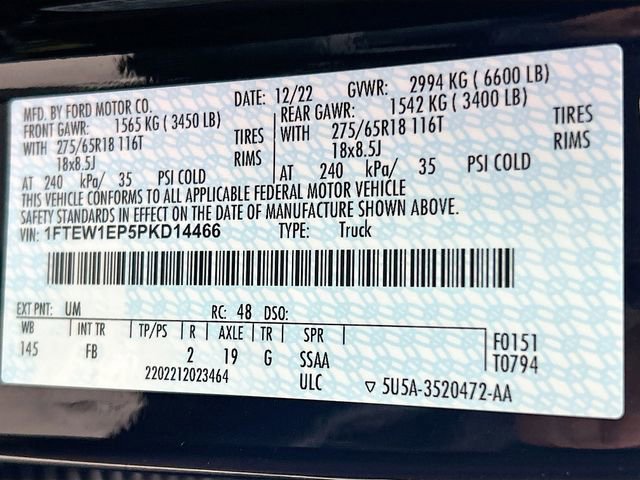 MFD. BY FORD MOTOR CO. DATE: 12/22 GVWR: 2994 KG ( 6600 LB)
FRONT GAWR: 1565 KG ( 3450 LB) REAR GAWR: 1542 KG ( 3400 LB)
WITH 275/65R18 116T TIRES WITH 275/65R18 116T TIRES
18x8.5J RIMS 18x8.5J RIMS
AT 240 kPa/ 35 PSI COLD AT 240 kPa/ 35 PSI COLD
THIS VEHICLE CONFORMS TO ALL APPLICABLE FEDERAL MOTOR VEHICLE
SAFETY STANDARDS IN EFFECT ON THE DATE OF MANUFACTURE SHOWN ABOVE.
VIN: 1FTEW1EP5PKD14466 TYPE: Truck
EXT PNT: UM RC: 48 DSO:
WB INT TR TP/PS R AXLE TR SPR F0151
145 FB 2 19 G SSAA T0794
2202212023464 ULC ▽ 5U5A-3520472-AA